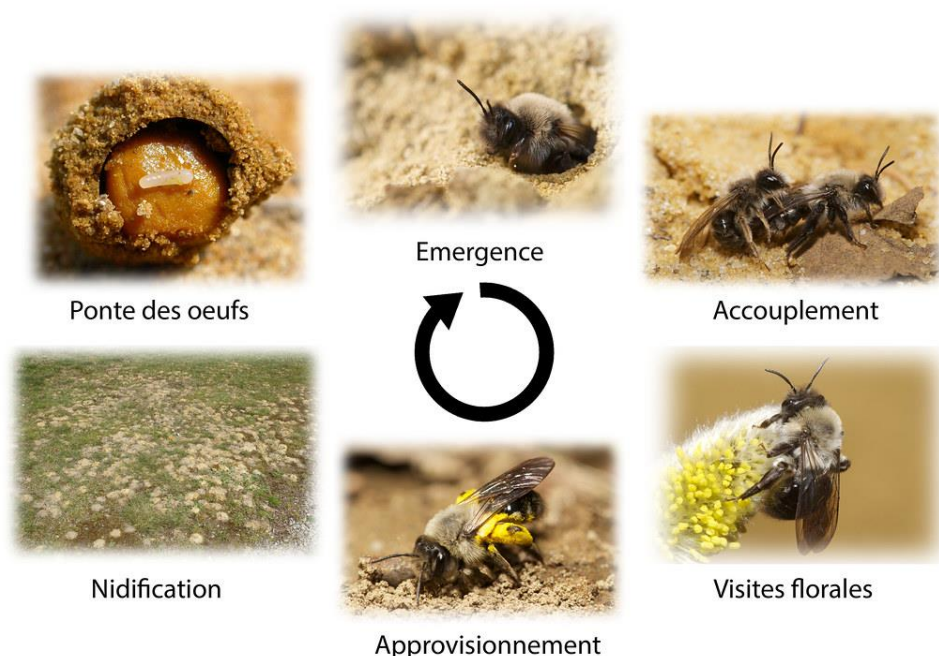 Emergence
Ponte des oeufs
Accouplement
Nidification
Visites florales
Approvisionnement